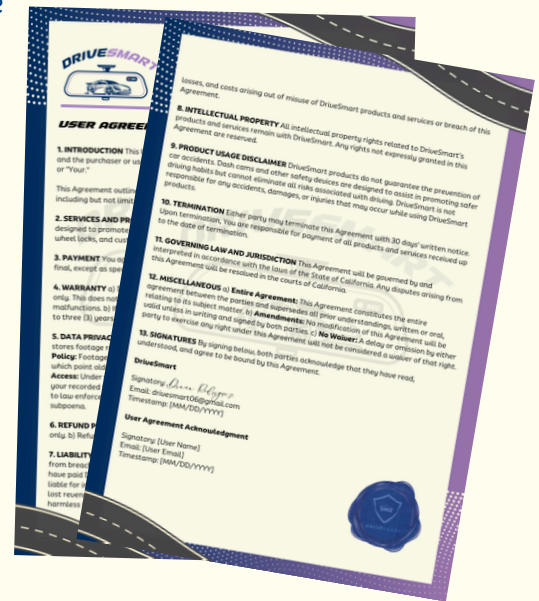 DRIVESMART
USER AGREE
1. INTRODUCTION This
and the purchaser or us
or "Your."
This Agreement outlin
including but not limit
2. SERVICES AND PR
designed to promote
wheel locks, and cus
3. PAYMENT You ag
final, except as spe
4. WARRANTY a)
only. This does not
malfunctions. b)
to three (3) years
5. DATA PRIVAC
stores footage
Policy: Footage
which point old
Access: Under
your recorded
to law enforce
subpoena.
6. REFUND P
only. b) Refu
7. LIABILITY
from breac
have paid
liable for
lost reven
harmless
losses, and costs arising out of misuse of DriveSmart products and services or breach of this
Agreement.
8. INTELLECTUAL PROPERTY All intellectual property rights related to DriveSmart's
products and services remain with DriveSmart. Any rights not expressly granted in this
Agreement are reserved.
9. PRODUCT USAGE DISCLAIMER DriveSmart products do not guarantee the prevention of
car accidents. Dash cams and other safety devices are designed to assist in promoting safer
driving habits but cannot eliminate all risks associated with driving. DriveSmart is not
responsible for any accidents, damages, or injuries that may occur while using DriveSmart
products.
10. TERMINATION Either party may terminate this Agreement with 30 days' written notice.
Upon termination, You are responsible for payment of all products and services received up
to the date of termination.
11. GOVERNING LAW AND JURISDICTION This Agreement will be governed by and
interpreted in accordance with the laws of the State of California. Any disputes arising from
this Agreement will be resolved in the courts of California.
12. MISCELLANEOUS a) Entire Agreement: This Agreement constitutes the entire
agreement between the parties and supersedes all prior understandings, written or oral,
relating to its subject matter. b) Amendments: No modification of this Agreement will be
valid unless in writing and signed by both parties. c) No Waiver: A delay or omission by either
party to exercise any right under this Agreement will not be considered a waiver of that right.
13. SIGNATURES By signing below, both parties acknowledge that they have read,
understood, and agree to be bound by this Agreement.
DriveSmart
Signatory:
Email: drivesmart06@gmail.com
Timestamp: [MM/DD/YYYY]
User Agreement Acknowledgment
Signatory: [User Name]
Email: [User Email]
Timestamp: [MM/DD/YYYY]